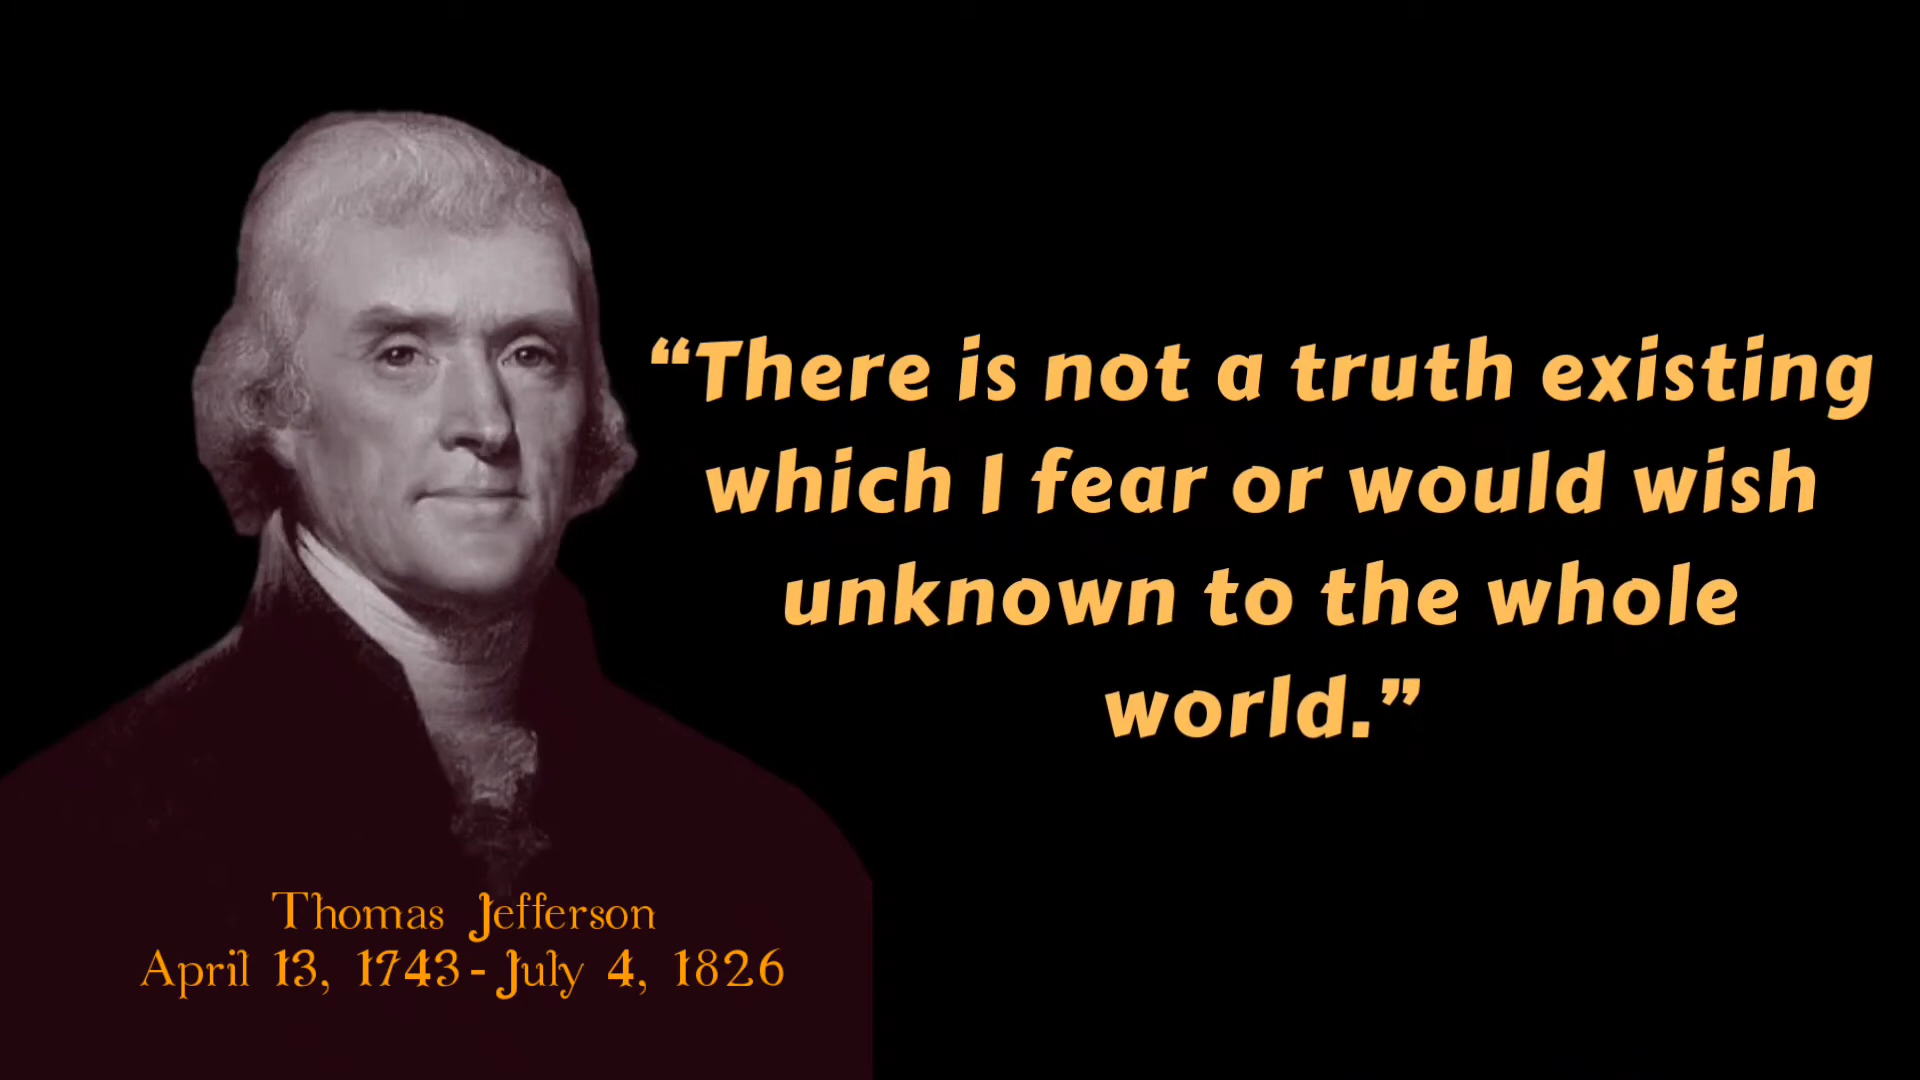 “There is not a truth existing
which I fear or would wish
unknown to the whole
world.”
Thomas Jefferson
April 13, 1743-July 4, 1826